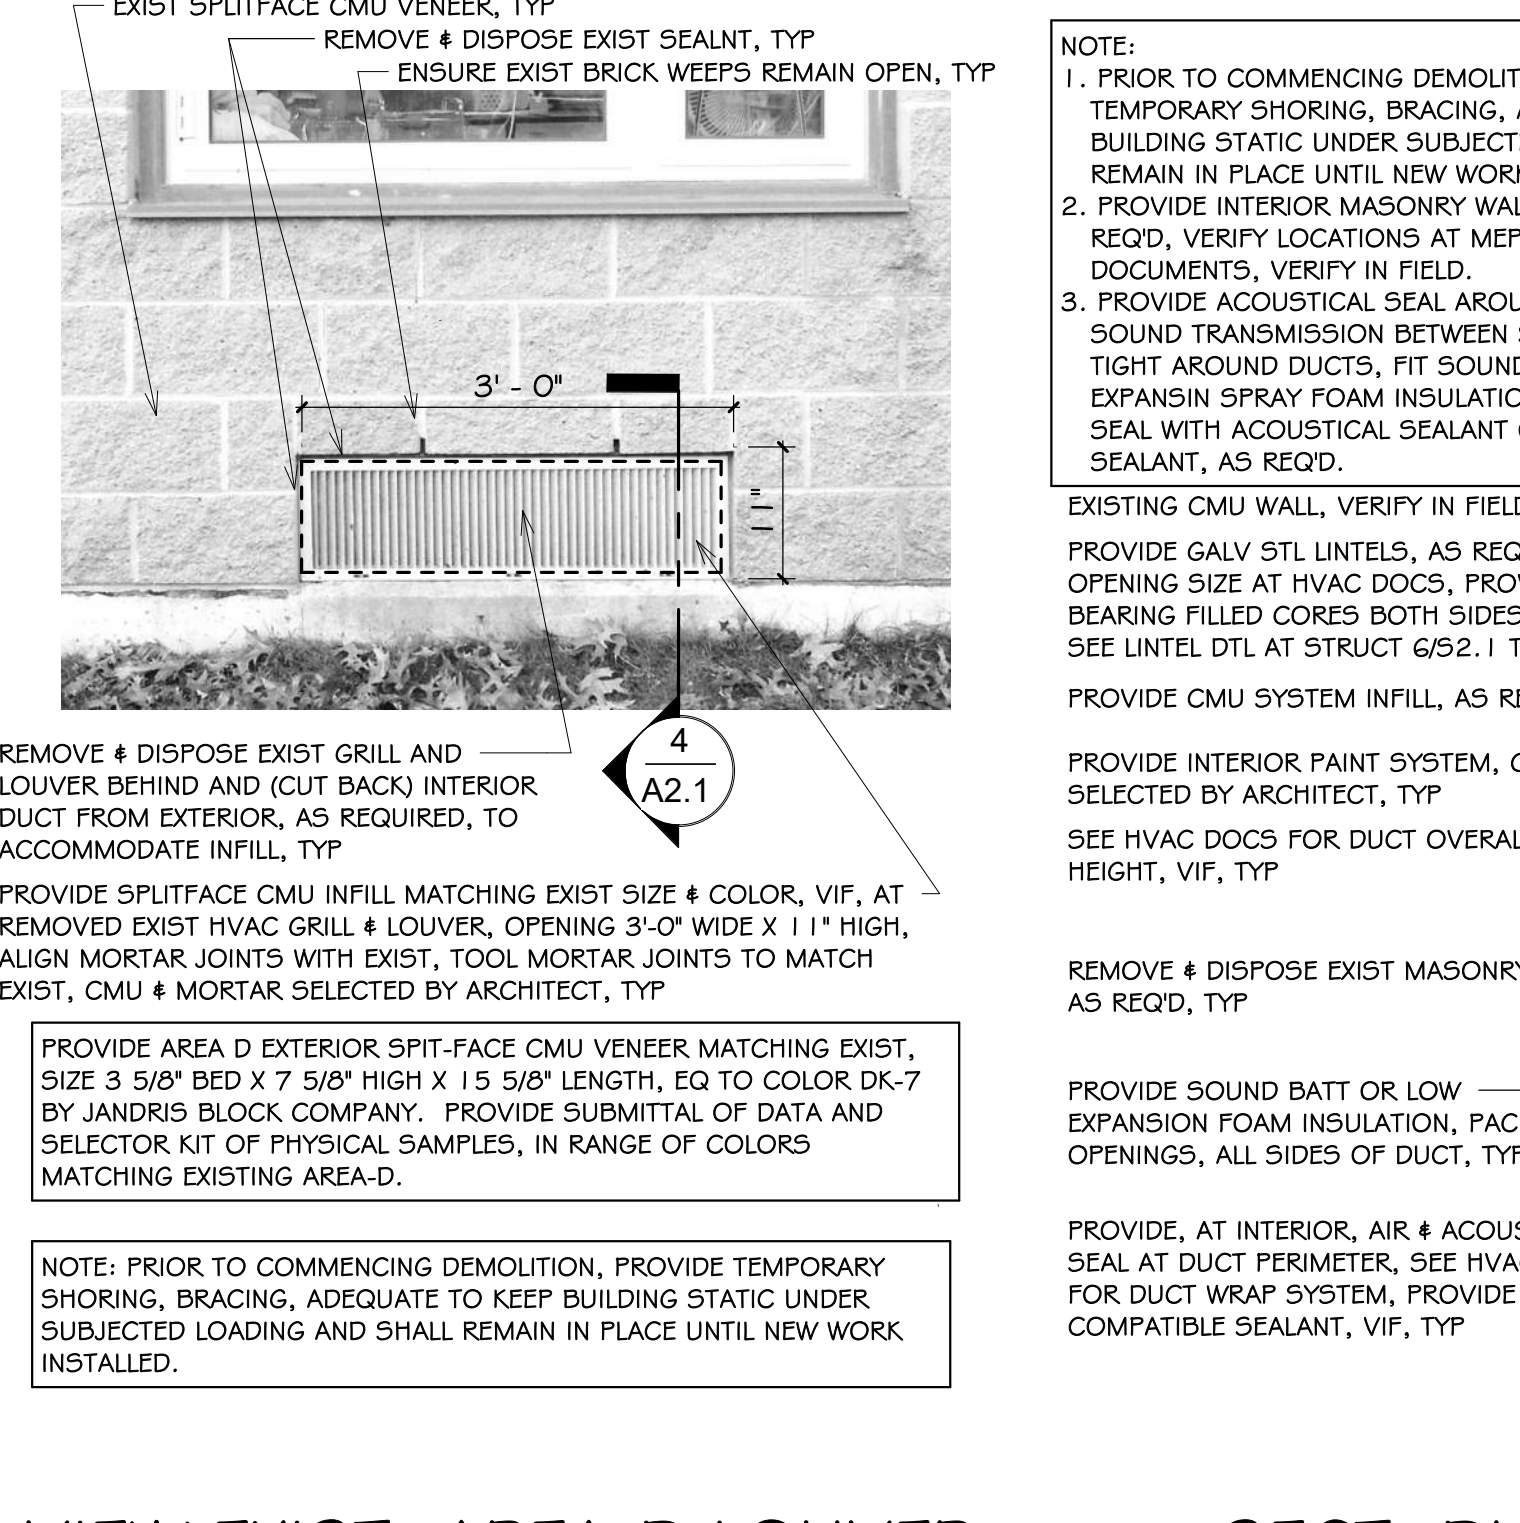 EXIST SPLITFACE CMU VENEER, TYP
REMOVE & DISPOSE EXIST SEALNT, TYP
ENSURE EXIST BRICK WEEPS REMAIN OPEN, TYP
3' - 0"
11"
4
A2.1
REMOVE & DISPOSE EXIST GRILL AND
LOUVER BEHIND AND (CUT BACK) INTERIOR
DUCT FROM EXTERIOR, AS REQUIRED, TO
ACCOMMODATE INFILL, TYP
PROVIDE SPLITFACE CMU INFILL MATCHING EXIST SIZE & COLOR, VIF, AT
REMOVED EXIST HVAC GRILL & LOUVER, OPENING 3'-0" WIDE X 11" HIGH,
ALIGN MORTAR JOINTS WITH EXIST, TOOL MORTAR JOINTS TO MATCH
EXIST, CMU & MORTAR SELECTED BY ARCHITECT, TYP
PROVIDE AREA D EXTERIOR SPIT-FACE CMU VENEER MATCHING EXIST,
SIZE 3 5/8" BED X 7 5/8" HIGH X 15 5/8" LENGTH, EQ TO COLOR DK-7
BY JANDRIS BLOCK COMPANY. PROVIDE SUBMITTAL OF DATA AND
SELECTOR KIT OF PHYSICAL SAMPLES, IN RANGE OF COLORS
MATCHING EXISTING AREA-D.
NOTE: PRIOR TO COMMENCING DEMOLITION, PROVIDE TEMPORARY
SHORING, BRACING, ADEQUATE TO KEEP BUILDING STATIC UNDER
SUBJECTED LOADING AND SHALL REMAIN IN PLACE UNTIL NEW WORK
INSTALLED.
NOTE:
1. PRIOR TO COMMENCING DEMOLIT
TEMPORARY SHORING, BRACING,
BUILDING STATIC UNDER SUBJECT
REMAIN IN PLACE UNTIL NEW WORK
2. PROVIDE INTERIOR MASONRY WAL
REQ'D, VERIFY LOCATIONS AT MEP
DOCUMENTS, VERIFY IN FIELD.
3. PROVIDE ACOUSTICAL SEAL AROU
SOUND TRANSMISSION BETWEEN
TIGHT AROUND DUCTS, FIT SOUND
EXPANSIN SPRAY FOAM INSULATIO
SEAL WITH ACOUSTICAL SEALANT
SEALANT, AS REQ'D.
EXISTING CMU WALL, VERIFY IN FIELD
PROVIDE GALV STL LINTELS, AS REQ
OPENING SIZE AT HVAC DOCS, PROV
BEARING FILLED CORES BOTH SIDES
SEE LINTEL DTL AT STRUCT 6/S2.1 T
PROVIDE CMU SYSTEM INFILL, AS RE
PROVIDE INTERIOR PAINT SYSTEM,
SELECTED BY ARCHITECT, TYP
SEE HVAC DOCS FOR DUCT OVERAL
HEIGHT, VIF, TYP
REMOVE & DISPOSE EXIST MASONRY
AS REQ'D, TYP
PROVIDE SOUND BATT OR LOW
EXPANSION FOAM INSULATION, PAC
OPENINGS, ALL SIDES OF DUCT, TYP
PROVIDE, AT INTERIOR, AIR & ACOUS
SEAL AT DUCT PERIMETER, SEE HVAC
FOR DUCT WRAP SYSTEM, PROVIDE
COMPATIBLE SEALANT, VIF, TYP